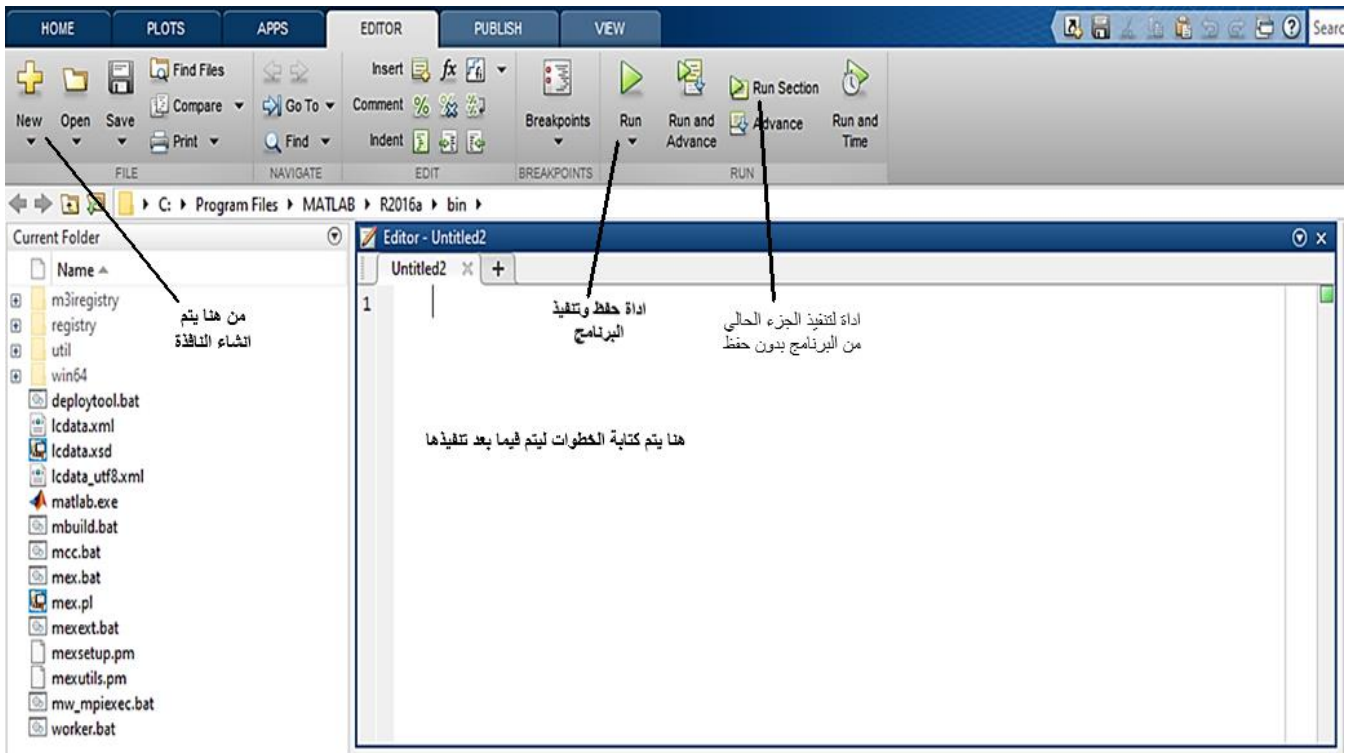 HOME PLOTS APPS EDITOR PUBLISH VIEW
Searc
New Open Save Find Files Compare Print
FILE
Go To Find
NAVIGATE
Insert fx
Comment
Indent
EDIT
Breakpoints
BREAKPOINTS
Run Run and Advance Run Section Advance Run and Time
RUN
C: Program Files MATLAB R2016a bin
Current Folder
Name
m3iregistry
registry
util
win64
deploytool.bat
lcdata.xml
lcdata.xsd
lcdata_utf8.xml
matlab.exe
mbuild.bat
mcc.bat
mex.bat
mex.pl
mexext.bat
mexsetup.pm
mexutils.pm
mw_mpiexec.bat
worker.bat
من هنا يتم
انشاء النافذة
Editor - Untitled2
Untitled2
1
اداة حفظ وتنفيذ
البرنامج
اداة لتنفيذ الجزء الحالي
من البرنامج بدون حفظ
هنا يتم كتابة الخطوات ليتم فيما بعد تنفيذها